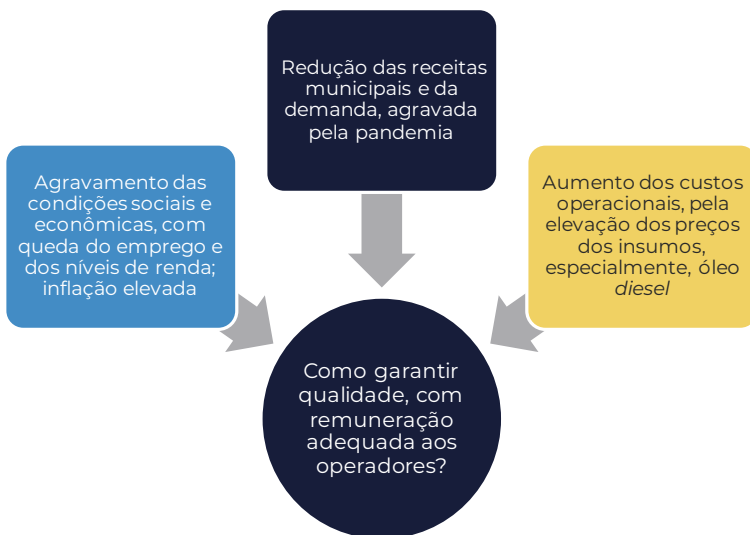 Redução das receitas
municipais e da
demanda, agravada
pela pandemia
Agravamento das
condições sociais e
econômicas, com
queda do emprego e
dos níveis de renda;
inflação elevada
Aumento dos custos
operacionais, pela
elevação dos preços
dos insumos,
especialmente, óleo
diesel
Como garantir
qualidade, com
remuneração
adequada aos
operadores?